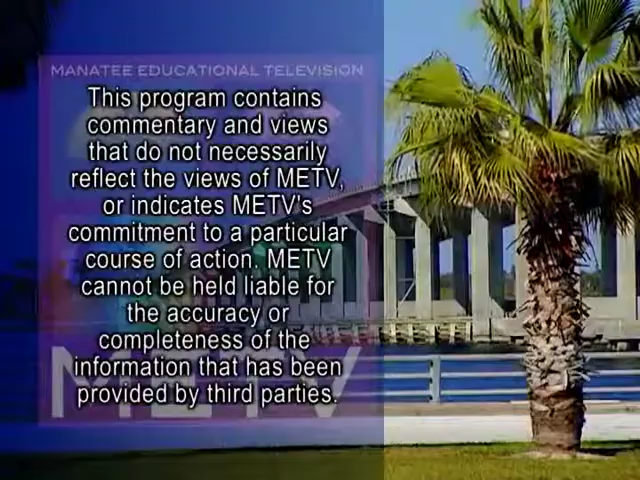 MANATEE EDUCATIONAL TELEVISION
This program contains
commentary and views
that do not necessarily
reflect the views of METV,
or indicates METV's
commitment to a particular
course of action. METV
cannot be held liable for
the accuracy or
completeness of the
information that has been
provided by third parties.
METV